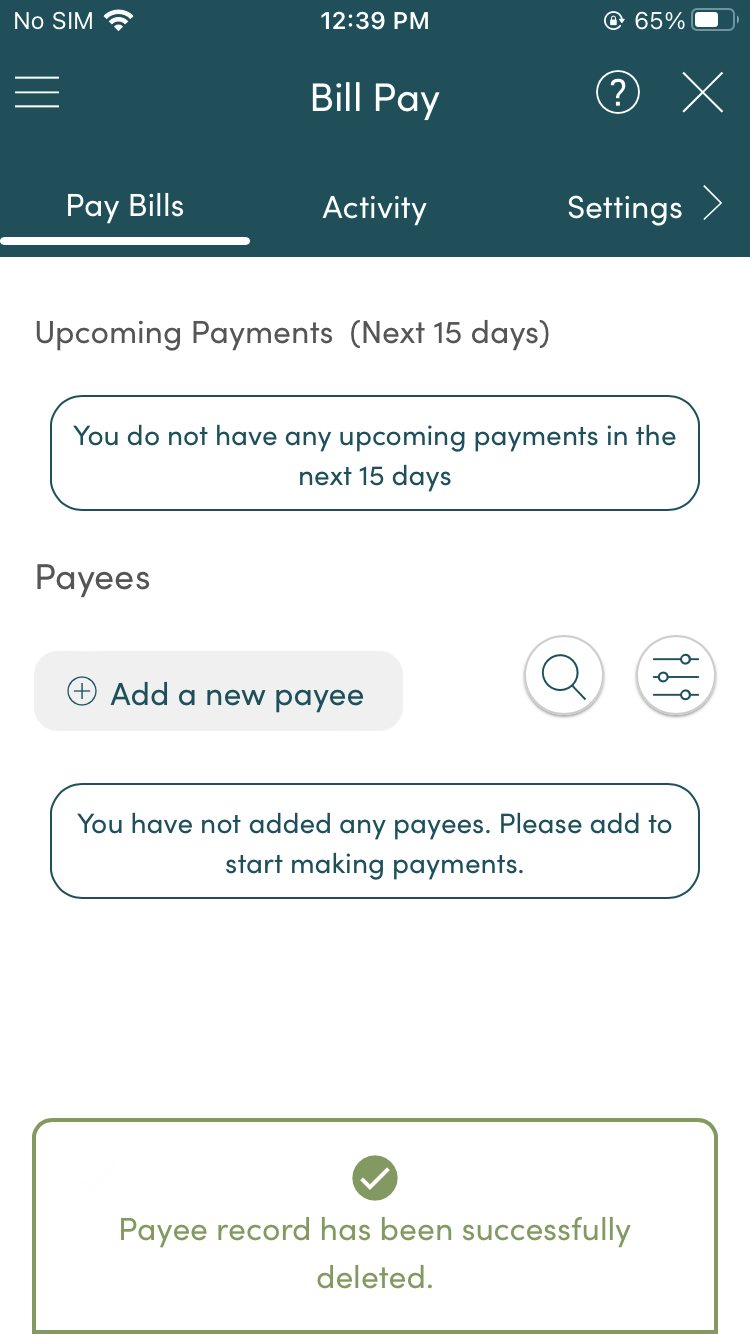 No SIM 12:39 PM 65%
Bill Pay ?
Pay Bills Activity Settings
Upcoming Payments (Next 15 days)
You do not have any upcoming payments in the
next 15 days
Payees
Add a new payee
You have not added any payees. Please add to
start making payments.
Payee record has been successfully
deleted.